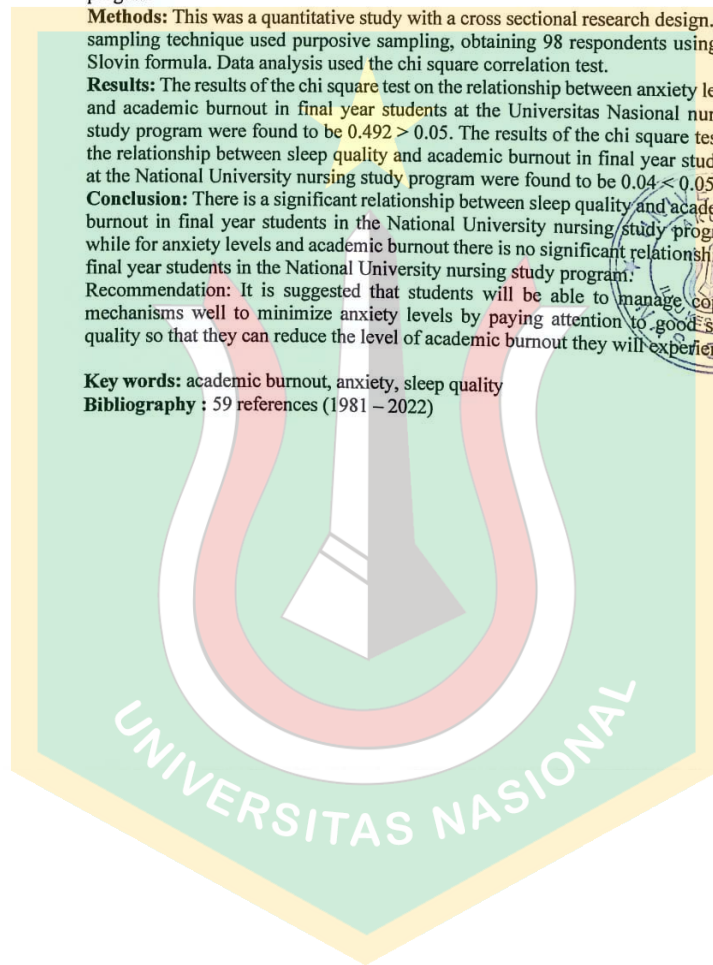 Methods: This was a quantitative study with a cross sectional research design.
sampling technique used purposive sampling, obtaining 98 respondents using
Slovin formula. Data analysis used the chi square correlation test.
Results: The results of the chi square test on the relationship between anxiety
and academic burnout in final year students at the Universitas Nasional
study program were found to be 0.492 > 0.05. The results of the chi square
the relationship between sleep quality and academic burnout in final year
at the National University nursing study program were found to be 0.04 < 0.05
Conclusion: There is a significant relationship between sleep quality and
burnout in final year students in the National University nursing study
while for anxiety levels and academic burnout there is no significant
final year students in the National University nursing study program.
Recommendation: It is suggested that students will be able to manage
mechanisms well to minimize anxiety levels by paying attention to good
quality so that they can reduce the level of academic burnout they will
Key words: academic burnout, anxiety, sleep quality
Bibliography : 59 references (1981 – 2022)
UNIVERSITAS NASIONAL